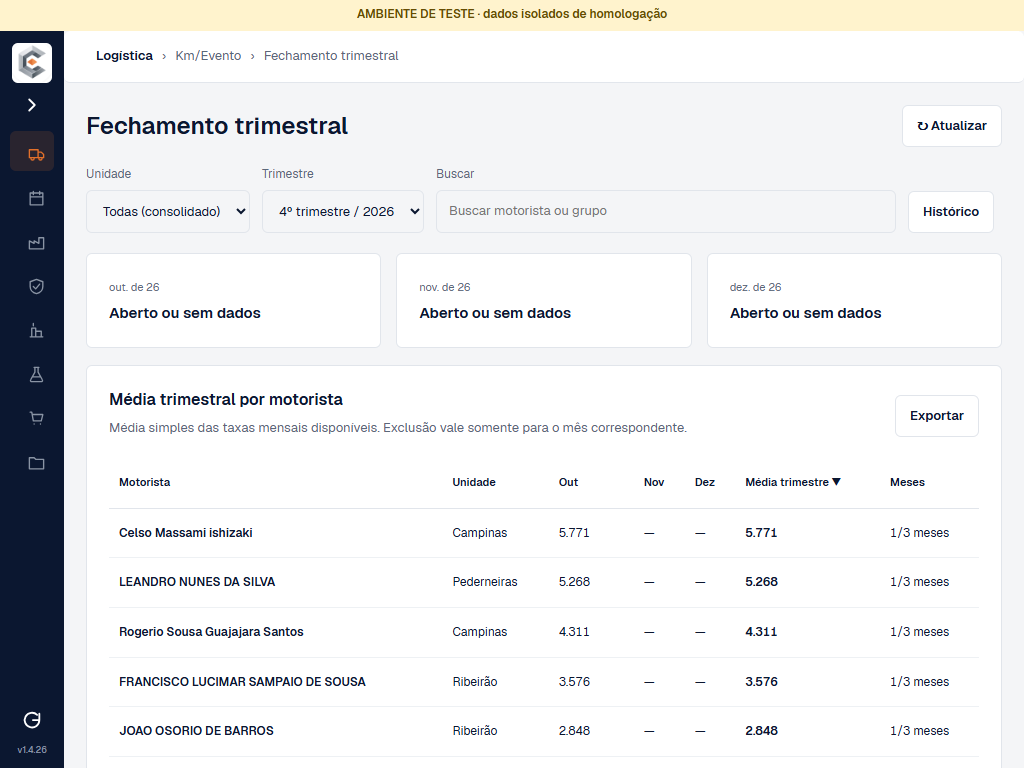 AMBIENTE DE TESTE · dados isolados de homologação
Logística › Km/Evento › Fechamento trimestral
Fechamento trimestral
↻ Atualizar
Unidade
Trimestre
Buscar
Todas (consolidado)
4º trimestre / 2026
Buscar motorista ou grupo
Histórico
out. de 26
Aberto ou sem dados
nov. de 26
Aberto ou sem dados
dez. de 26
Aberto ou sem dados
Média trimestral por motorista
Média simples das taxas mensais disponíveis. Exclusão vale somente para o mês correspondente.
Exportar
Motorista Unidade Out Nov Dez Média trimestre ▼ Meses
Celso Massami ishizaki Campinas 5.771 — — 5.771 1/3 meses
LEANDRO NUNES DA SILVA Pederneiras 5.268 — — 5.268 1/3 meses
Rogerio Sousa Guajajara Santos Campinas 4.311 — — 4.311 1/3 meses
FRANCISCO LUCIMAR SAMPAIO DE SOUSA Ribeirão 3.576 — — 3.576 1/3 meses
JOAO OSORIO DE BARROS Ribeirão 2.848 — — 2.848 1/3 meses
v1.4.26